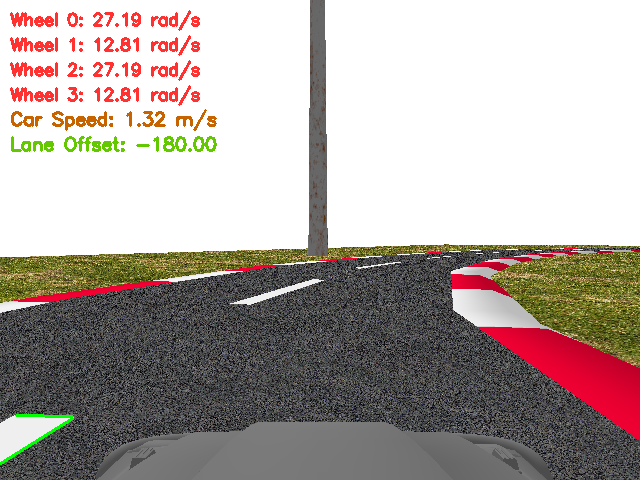 Wheel 0: 27.19 rad/s
Wheel 1: 12.81 rad/s
Wheel 2: 27.19 rad/s
Wheel 3: 12.81 rad/s
Car Speed: 1.32 m/s
Lane Offset: -180.00